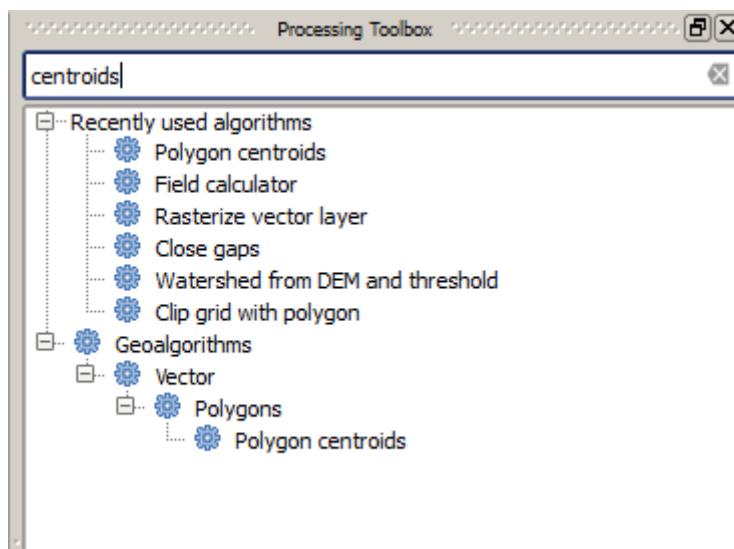 Processing Toolbox
centroids
Recently used algorithms
Polygon centroids
Field calculator
Rasterize vector layer
Close gaps
Watershed from DEM and threshold
Clip grid with polygon
Geoalgorithms
Vector
Polygons
Polygon centroids